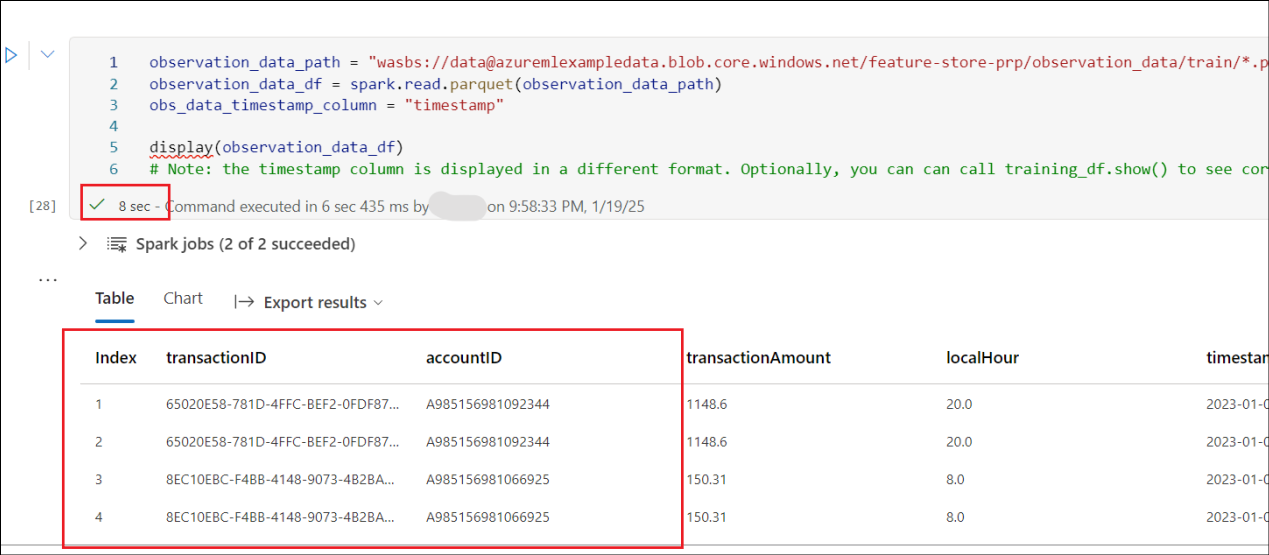 1 observation_data_path = "wasbs://data@azuremlexampledata.blob.core.windows.net/feature-store-prp/observation_data/train/*.p
2 observation_data_df = spark.read.parquet(observation_data_path)
3 obs_data_timestamp_column = "timestamp"
4
5 display(observation_data_df)
6 # Note: the timestamp column is displayed in a different format. Optionally, you can can call training_df.show() to see cor
[28] 8 sec - Command executed in 6 sec 435 ms by on 9:58:33 PM, 1/19/25
Spark jobs (2 of 2 succeeded)
...
Table Chart Export results
Index transactionID accountID transactionAmount localHour timestam
1 65020E58-781D-4FFC-BEF2-0FDF87... A985156981092344 1148.6 20.0 2023-01-0
2 65020E58-781D-4FFC-BEF2-0FDF87... A985156981092344 1148.6 20.0 2023-01-0
3 8EC10EBC-F4BB-4148-9073-4B2BA... A985156981066925 150.31 8.0 2023-01-0
4 8EC10EBC-F4BB-4148-9073-4B2BA... A985156981066925 150.31 8.0 2023-01-0